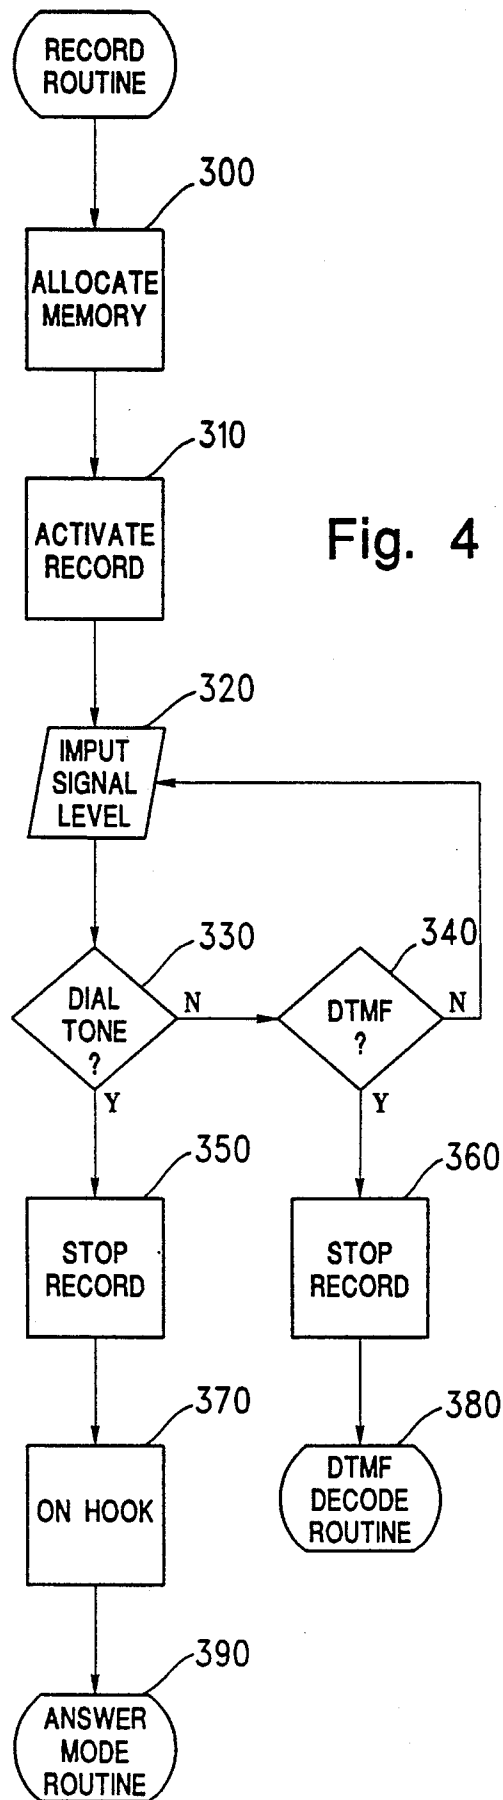 RECORD
ROUTINE
300
ALLOCATE
MEMORY
310
ACTIVATE
RECORD
Fig. 4
320
IMPUT
SIGNAL
LEVEL
330
DIAL
TONE
?
N
Y
340
DTMF
?
N
Y
350
STOP
RECORD
360
STOP
RECORD
370
ON HOOK
380
DTMF
DECODE
ROUTINE
390
ANSWER
MODE
ROUTINE